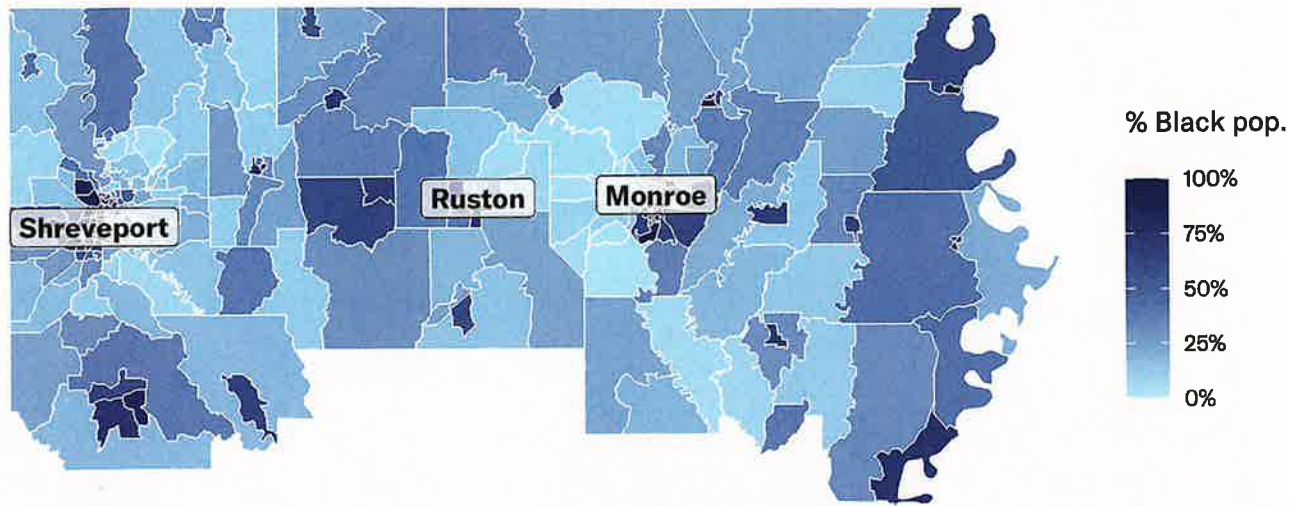 % Black pop.
100%
75%
50%
25%
0%
Ruston
Monroe
Shreveport